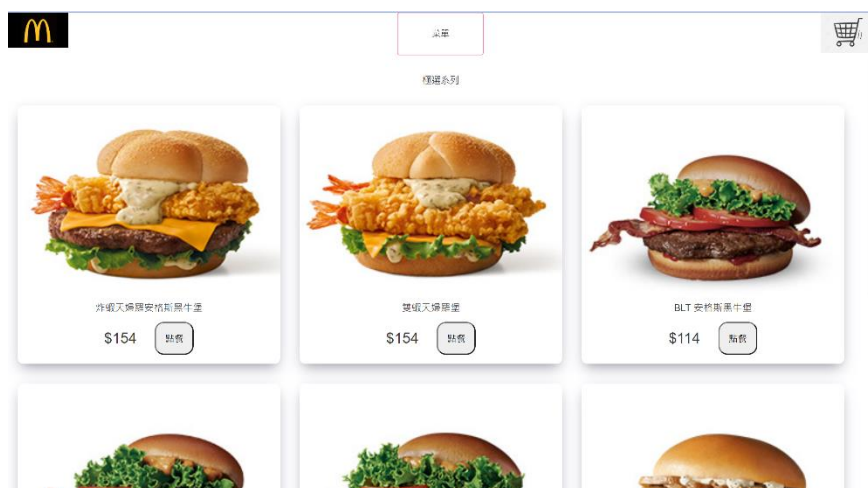 菜單
極選系列
炸蝦天婦羅安格斯黑牛堡
雙蝦天婦羅堡
BLT 安格斯黑牛堡
$154 點餐
$154 點餐
$114 點餐